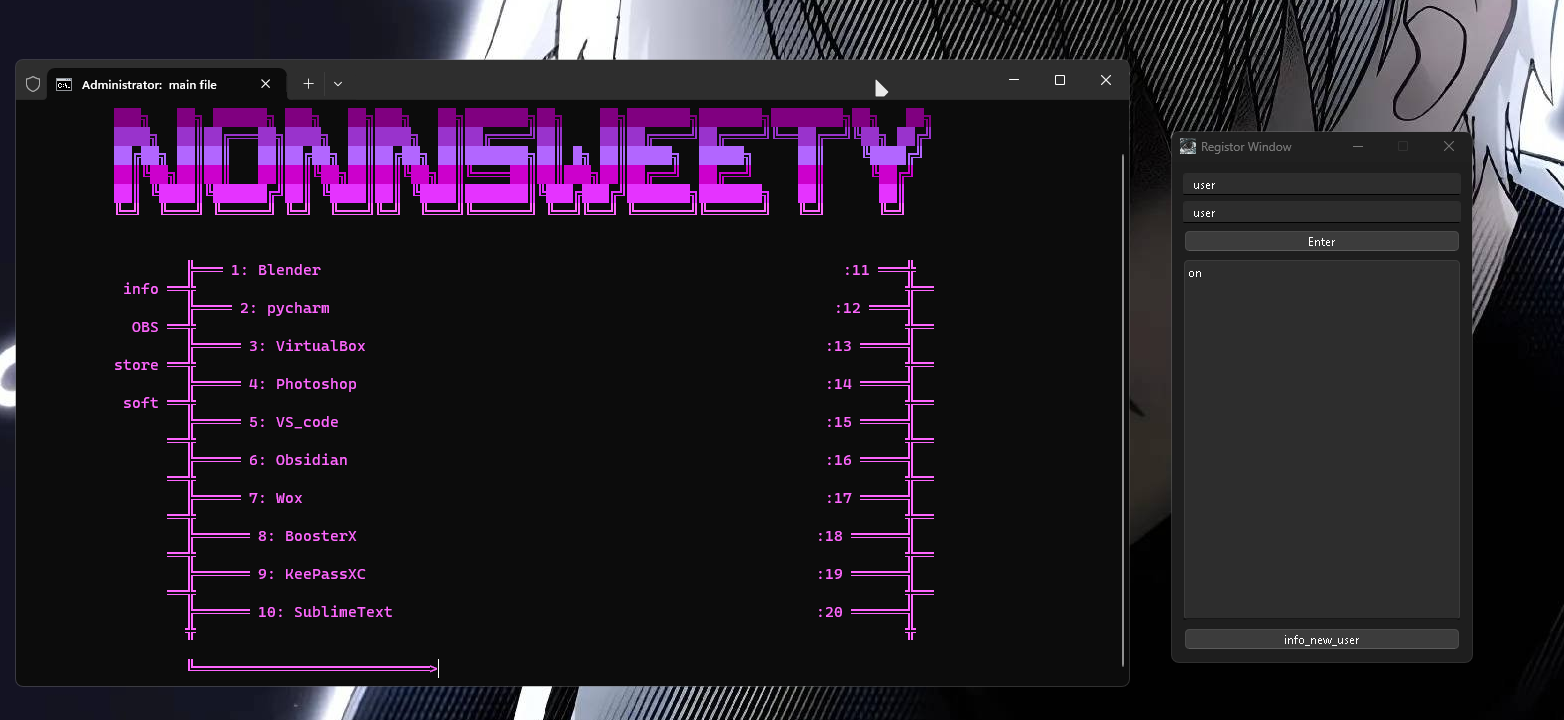 Administrator: main file
NONNSWEETY
1: Blender :11
info
2: pycharm :12
OBS
3: VirtualBox :13
store
4: Photoshop :14
soft
5: VS_code :15
6: Obsidian :16
7: Wox :17
8: BoosterX :18
9: KeePassXC :19
10: SublimeText :20
Registor Window
user
user
Enter
on
info_new_user